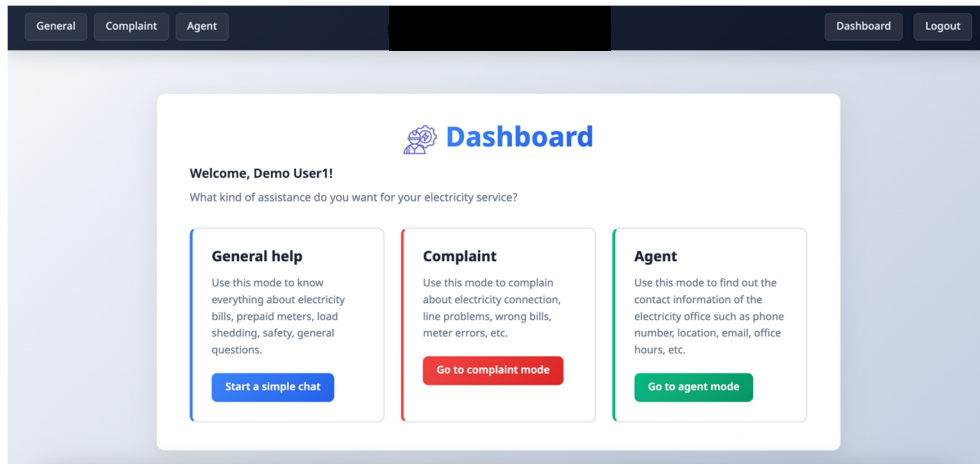 General Complaint Agent Dashboard Logout
Dashboard
Welcome, Demo User1!
What kind of assistance do you want for your electricity service?
General help
Use this mode to know
everything about electricity
bills, prepaid meters, load
shedding, safety, general
questions.
Start a simple chat
Complaint
Use this mode to complain
about electricity connection,
line problems, wrong bills,
meter errors, etc.
Go to complaint mode
Agent
Use this mode to find out the
contact information of the
electricity office such as phone
number, location, email, office
hours, etc.
Go to agent mode